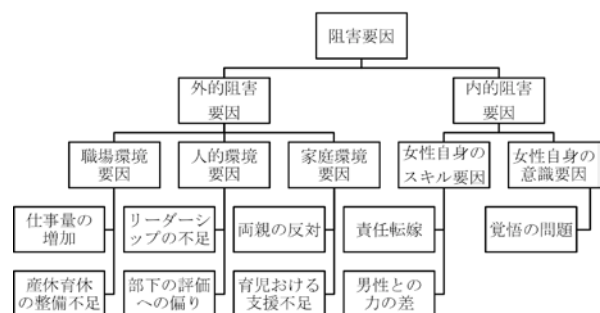 阻害要因
外的阻害
要因
内的阻害
要因
職場環境
要因
人的環境
要因
家庭環境
要因
女性自身の
スキル要因
女性自身の
意識要因
仕事量の
増加
リーダーシ
ップの不足
両親の反対
責任転嫁
覚悟の問題
産休育休
の整備不足
部下の評価
への偏り
育児おける
支援不足
男性との
力の差